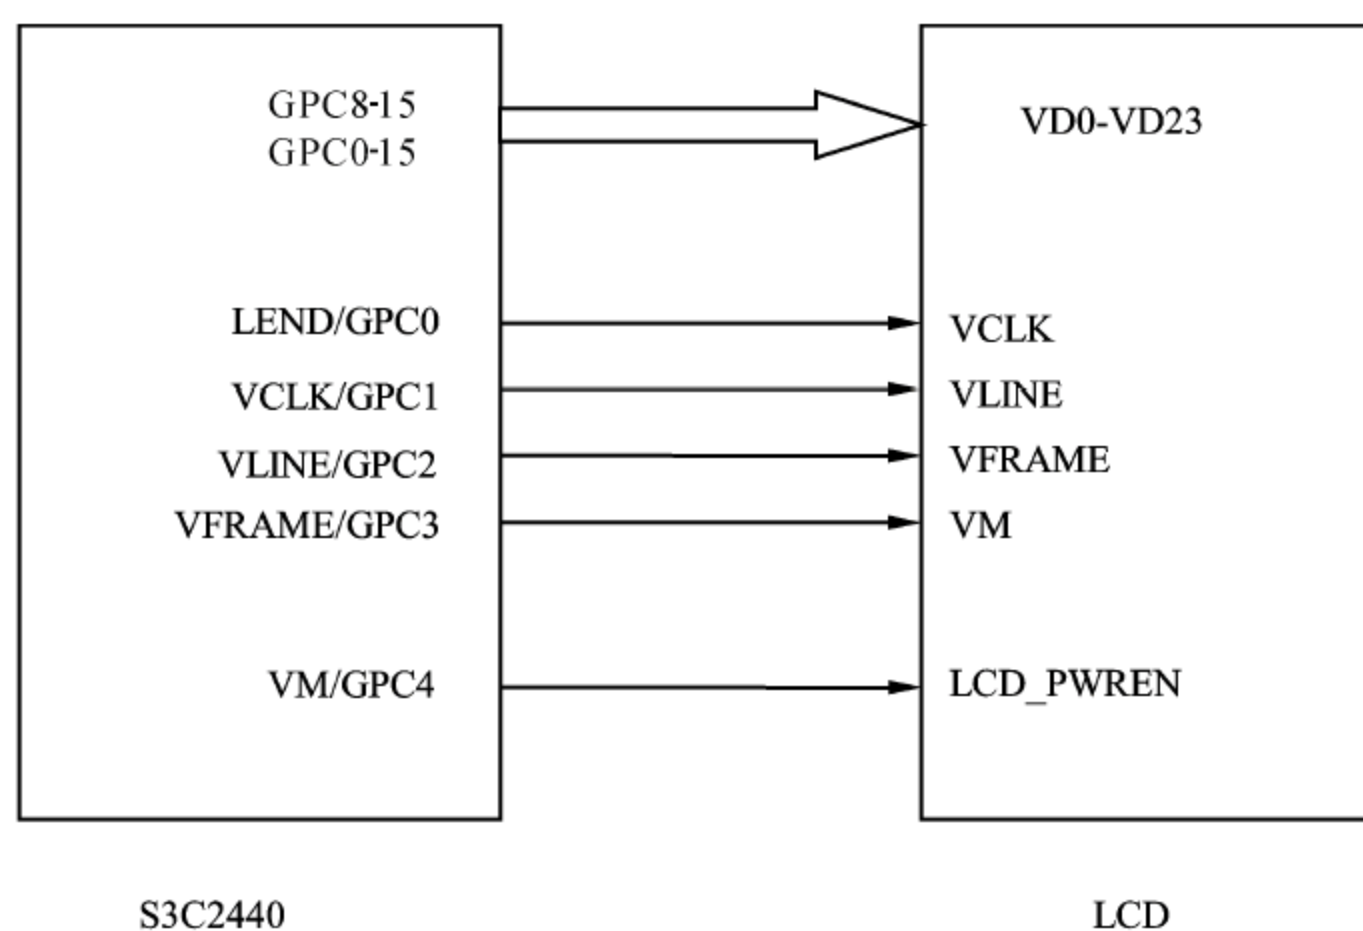 GPC8-15
GPC0-15
VD0-VD23
LEND/GPC0
VCLK
VCLK/GPC1
VLINE
VLINE/GPC2
VFRAME
VFRAME/GPC3
VM
VM/GPC4
LCD_PWREN
S3C2440
LCD